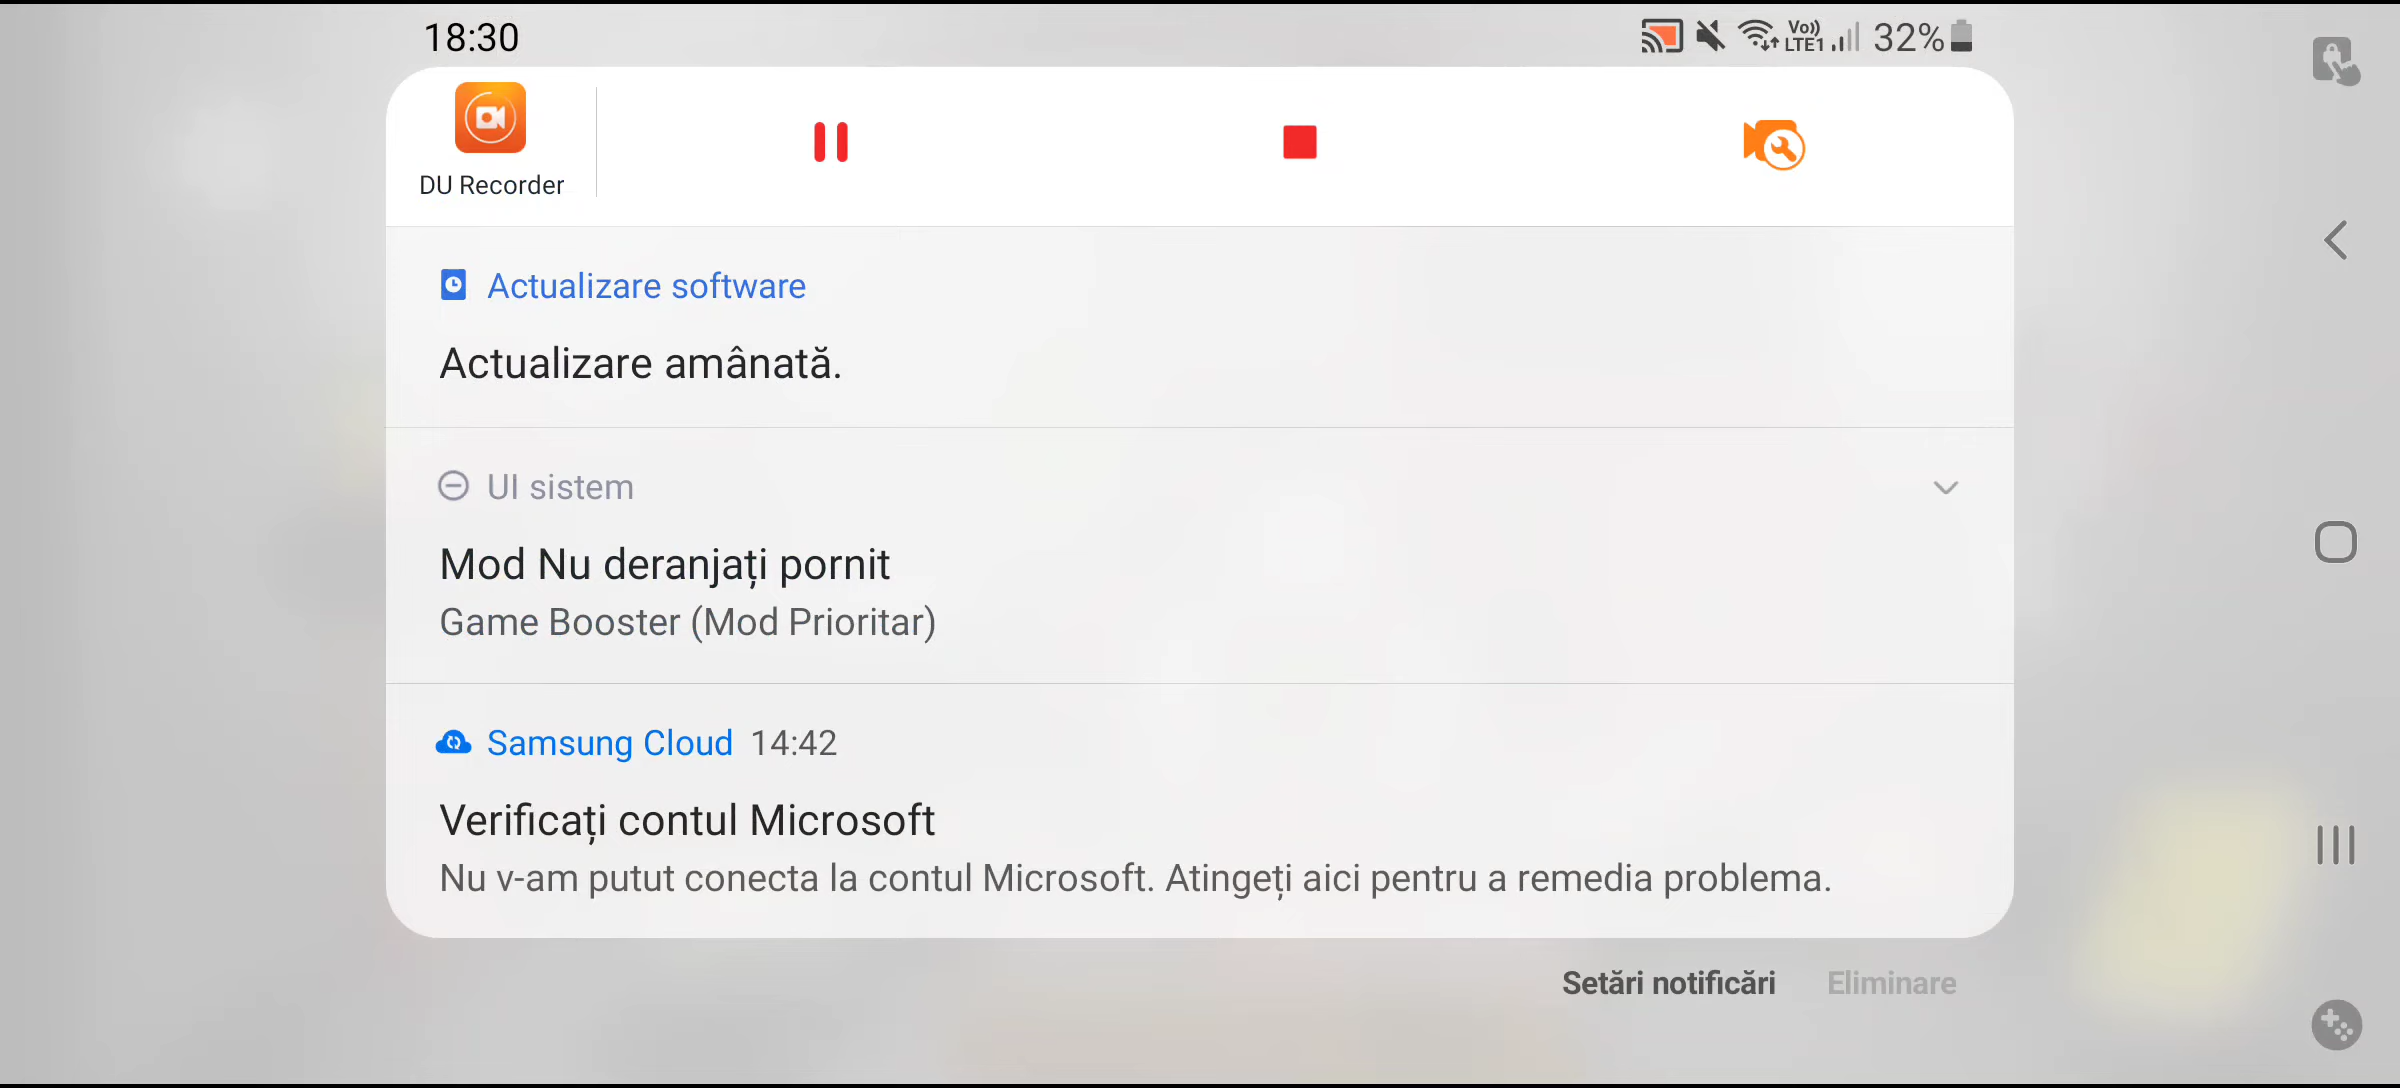 18:30
Vo)) LTE1 32%
DU Recorder
Actualizare software
Actualizare amânată.
UI sistem
Mod Nu deranjați pornit
Game Booster (Mod Prioritar)
Samsung Cloud 14:42
Verificați contul Microsoft
Nu v-am putut conecta la contul Microsoft. Atingeți aici pentru a remedia problema.
Setări notificări Eliminare